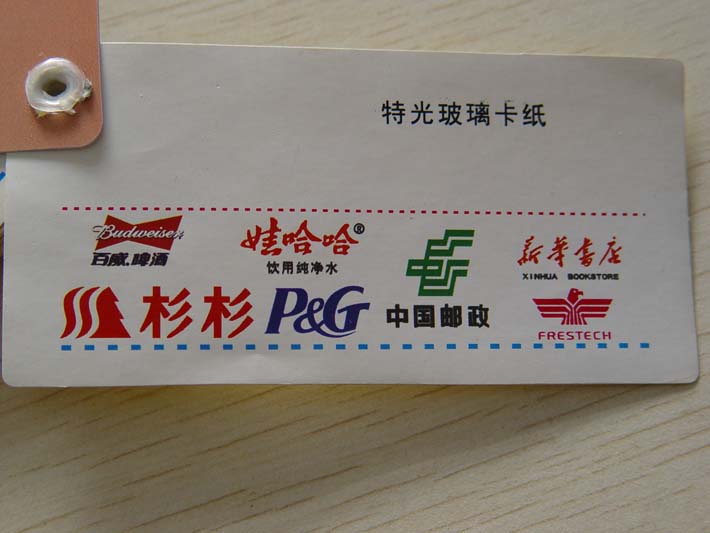 特光玻璃卡纸
Budweiser
百威啤酒
娃哈哈®
饮用纯净水
中国邮政
新华书店
XINHUA BOOKSTORE
杉杉
P&G
FRESTECH